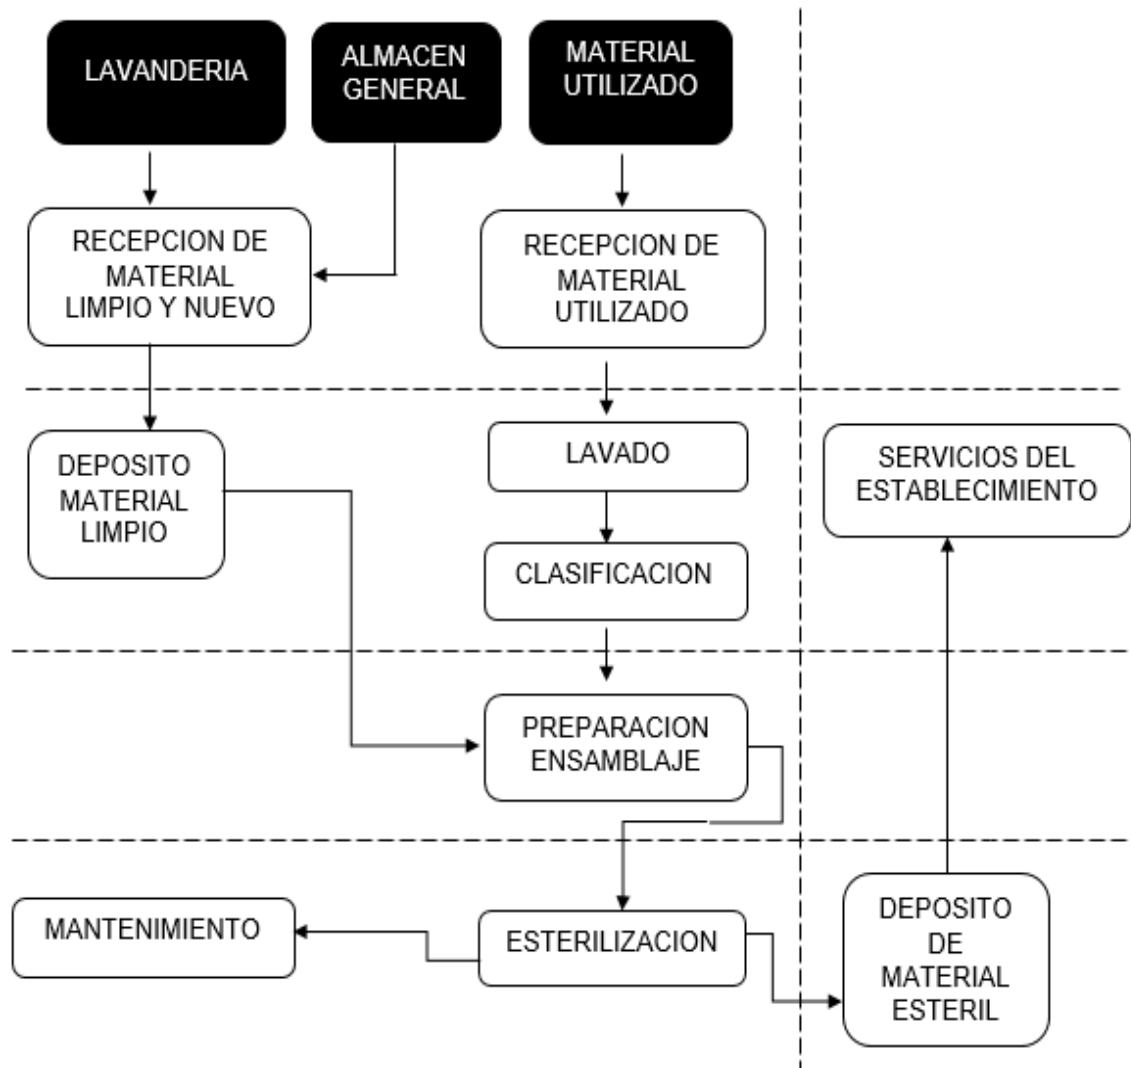 LAVANDERIA
ALMACEN
GENERAL
MATERIAL
UTILIZADO
RECEPCION DE
MATERIAL
LIMPIO Y NUEVO
RECEPCION DE
MATERIAL
UTILIZADO
DEPOSITO
MATERIAL
LIMPIO
LAVADO
SERVICIOS DEL
ESTABLECIMIENTO
CLASIFICACION
PREPARACION
ENSAMBLAJE
MANTENIMIENTO
ESTERILIZACION
DEPOSITO
DE
MATERIAL
ESTERIL